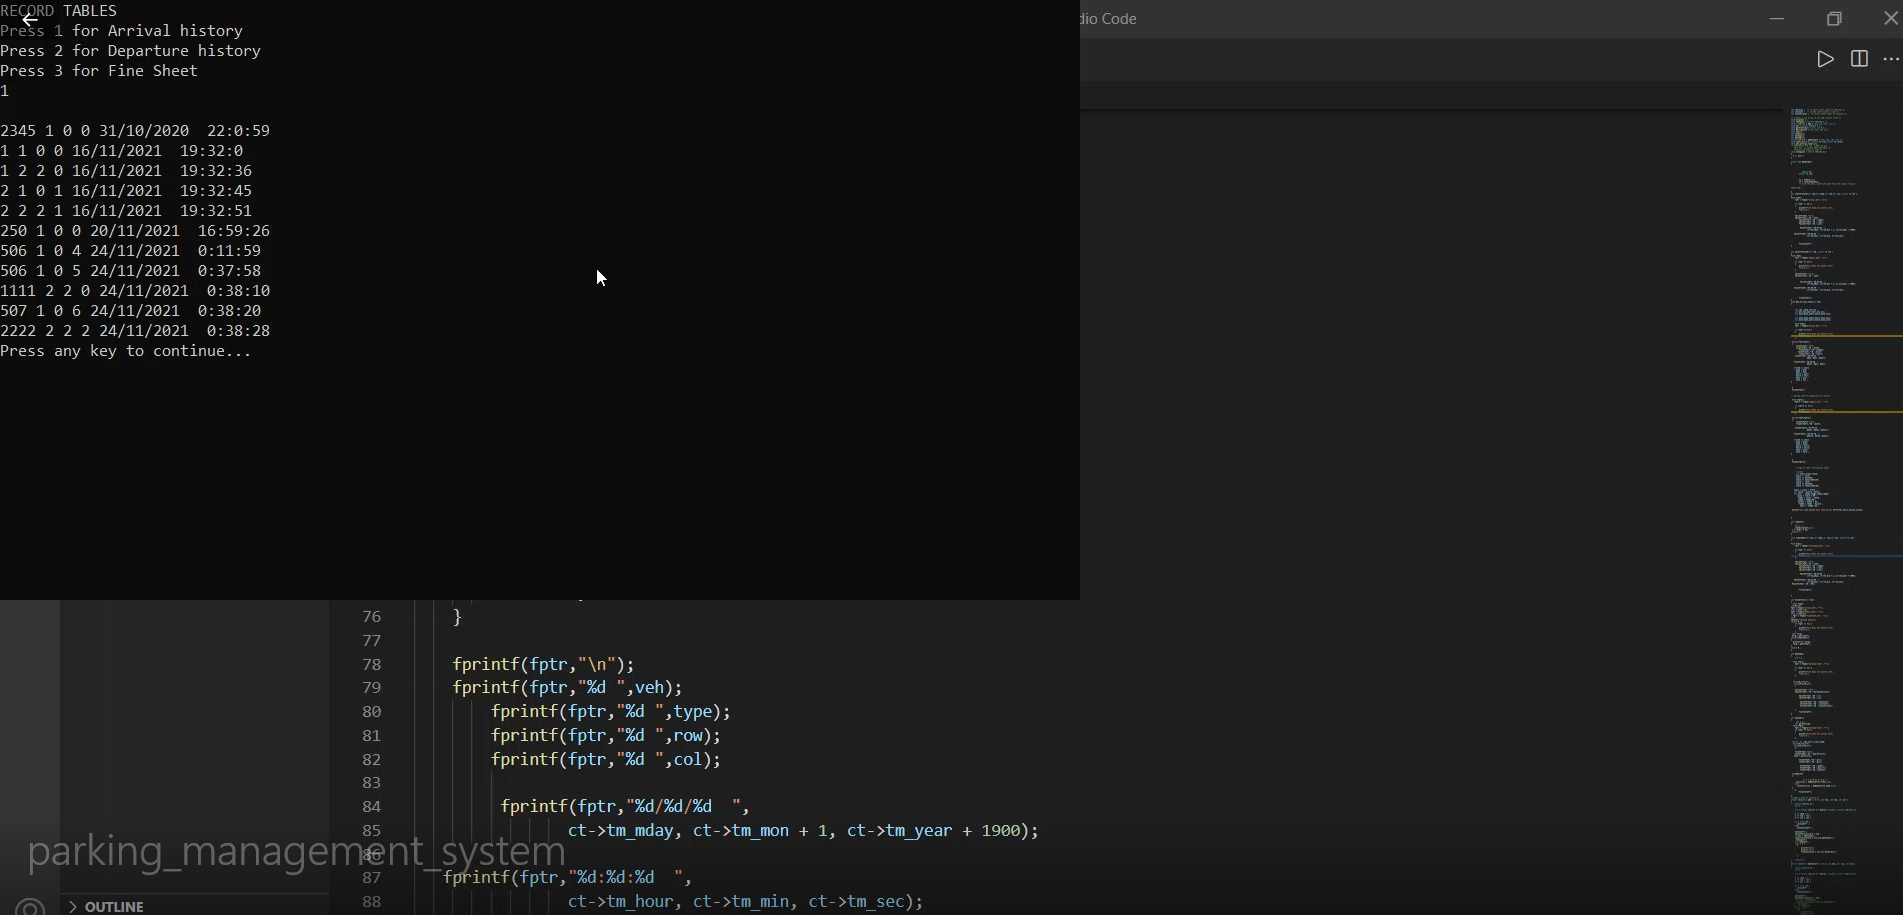 RECORD TABLES
Press 1 for Arrival history
Press 2 for Departure history
Press 3 for Fine Sheet
1
2345 1 0 0 31/10/2020  22:0:59
1 1 0 0 16/11/2021  19:32:0
1 2 2 0 16/11/2021  19:32:36
2 1 0 1 16/11/2021  19:32:45
2 2 2 1 16/11/2021  19:32:51
250 1 0 0 20/11/2021  16:59:26
506 1 0 4 24/11/2021  0:11:59
506 1 0 5 24/11/2021  0:37:58
1111 2 2 0 24/11/2021  0:38:10
507 1 0 6 24/11/2021  0:38:20
2222 2 2 2 24/11/2021  0:38:28
Press any key to continue...
dio Code
76 }
77
78 fprintf(fptr,"\n");
79 fprintf(fptr,"%d ",veh);
80 fprintf(fptr,"%d ",type);
81 fprintf(fptr,"%d ",row);
82 fprintf(fptr,"%d ",col);
83
84 fprintf(fptr,"%d/%d/%d  ",
85 ct->tm_mday, ct->tm_mon + 1, ct->tm_year + 1900);
86
87 fprintf(fptr,"%d:%d:%d  ",
88 ct->tm_hour, ct->tm_min, ct->tm_sec);
parking_management_system
OUTLINE